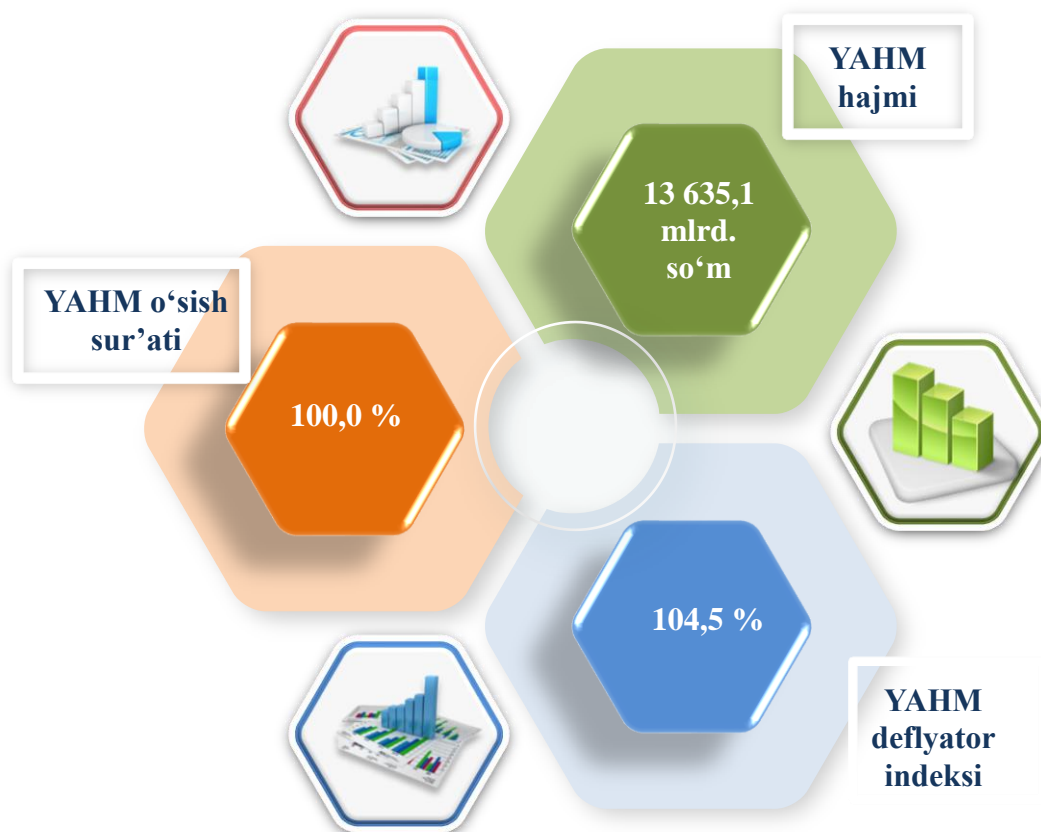 YAHM
hajmi
13 635,1
mlrd.
so‘m
YAHM o‘sish
sur’ati
100,0 %
104,5 %
YAHM
deflyator
indeksi